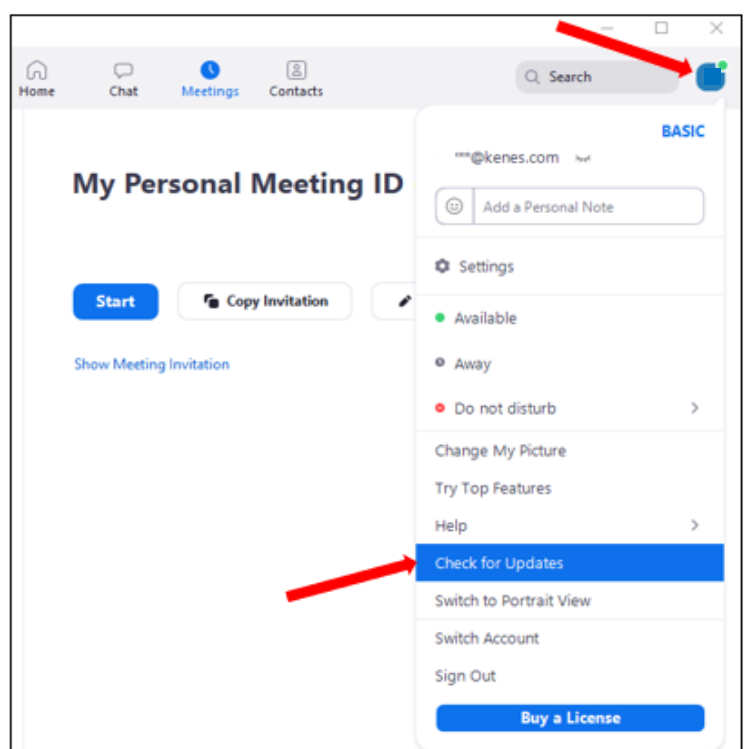 Home
Chat
Meetings
Contacts
Search
BASIC
***@kenes.com
My Personal Meeting ID
Add a Personal Note
Settings
Start
Copy Invitation
Available
Show Meeting Invitation
Away
Do not disturb
Change My Picture
Try Top Features
Help
Check for Updates
Switch to Portrait View
Switch Account
Sign Out
Buy a License